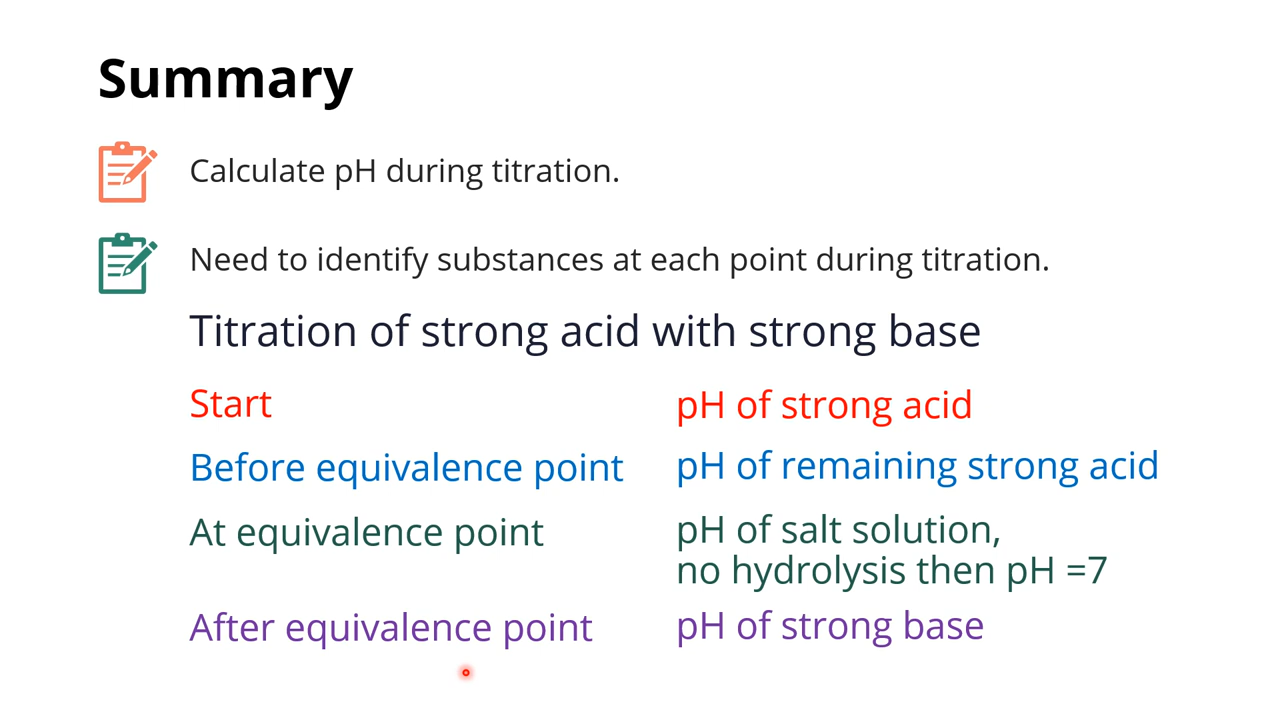 Summary
Calculate pH during titration.
Need to identify substances at each point during titration.
Titration of strong acid with strong base
Start
pH of strong acid
Before equivalence point
pH of remaining strong acid
At equivalence point
pH of salt solution,
no hydrolysis then pH =7
After equivalence point
pH of strong base